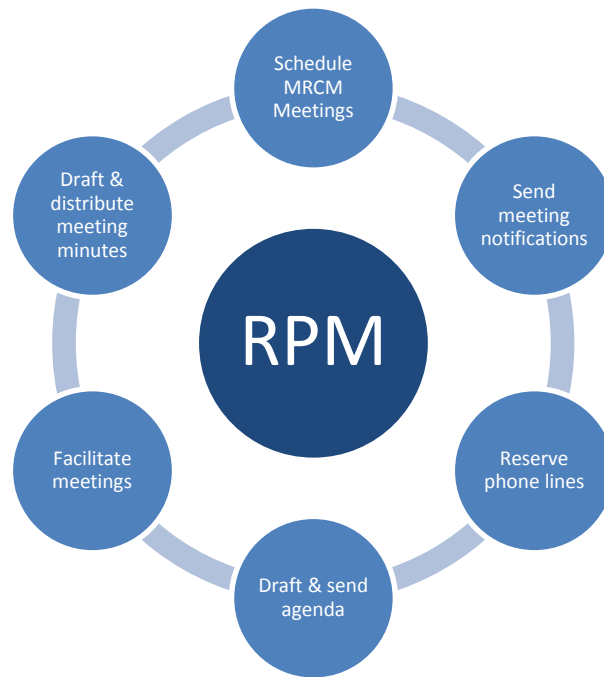 Schedule
MRCM
Meetings
Send
meeting
notifications
Reserve
phone lines
Draft & send
agenda
Facilitate
meetings
Draft &
distribute
meeting
minutes
RPM